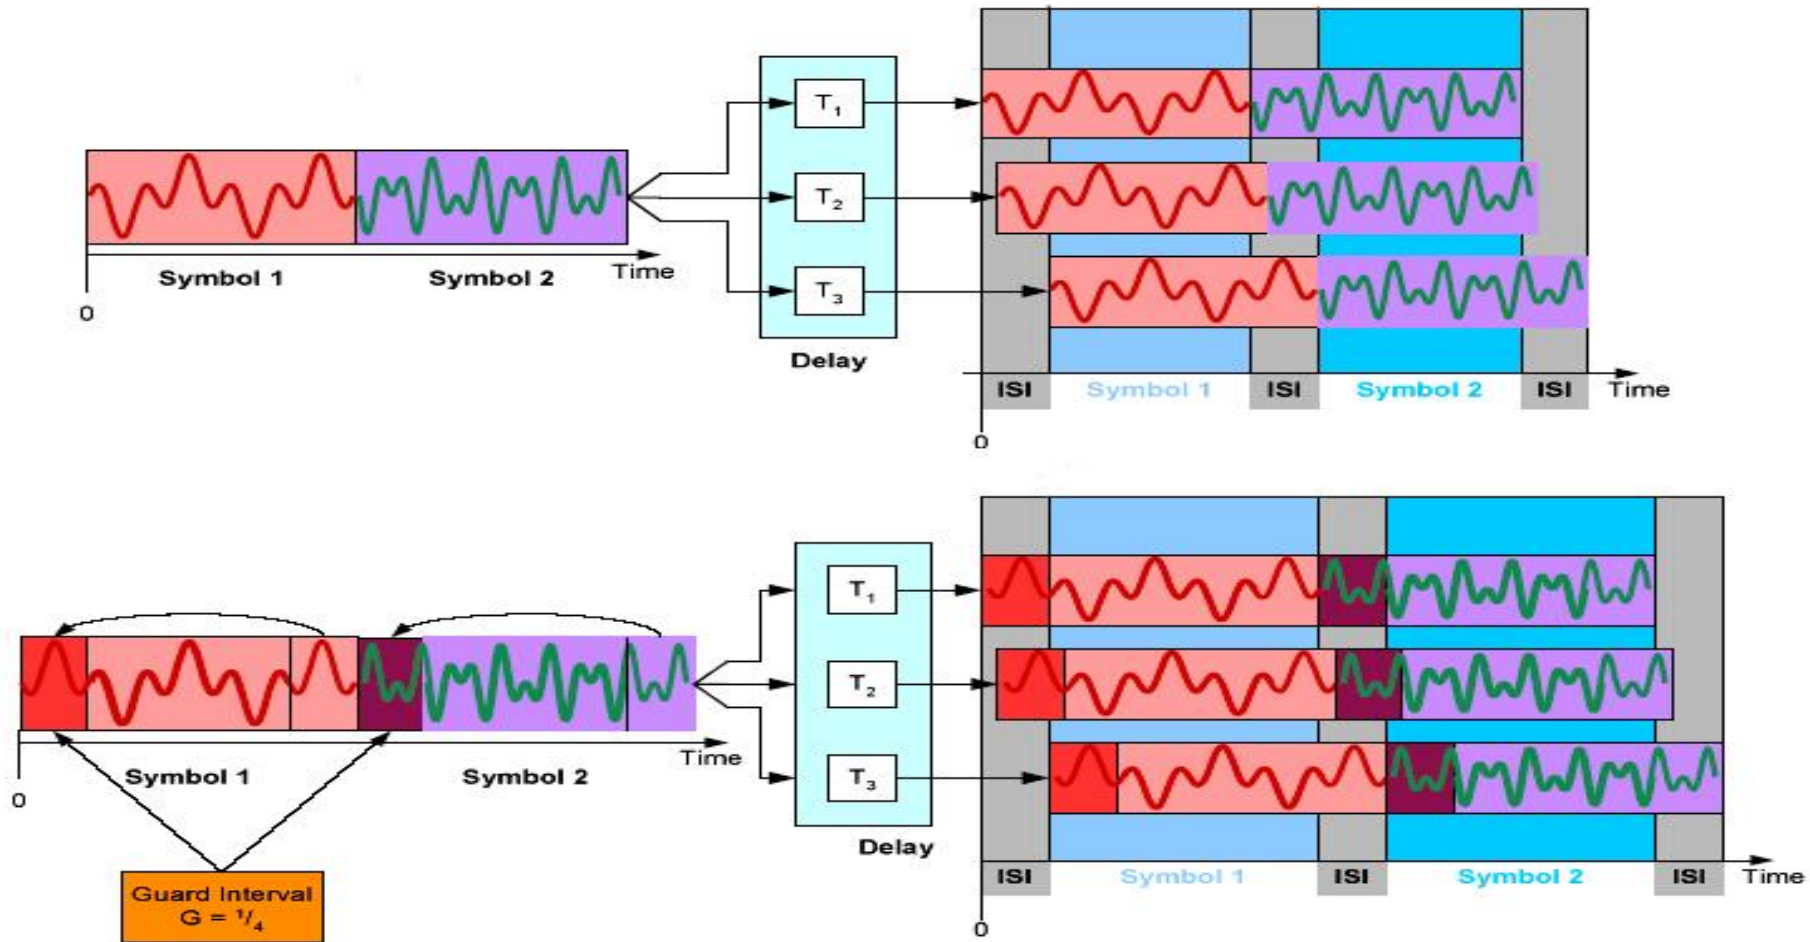 T1
T2
T3
Symbol 1
Symbol 2
Time
0
Delay
ISI
Symbol 1
ISI
Symbol 2
ISI
Time
0
T1
T2
T3
Symbol 1
Symbol 2
Time
0
Delay
Guard Interval
G = 1/4
ISI
Symbol 1
ISI
Symbol 2
ISI
Time
0